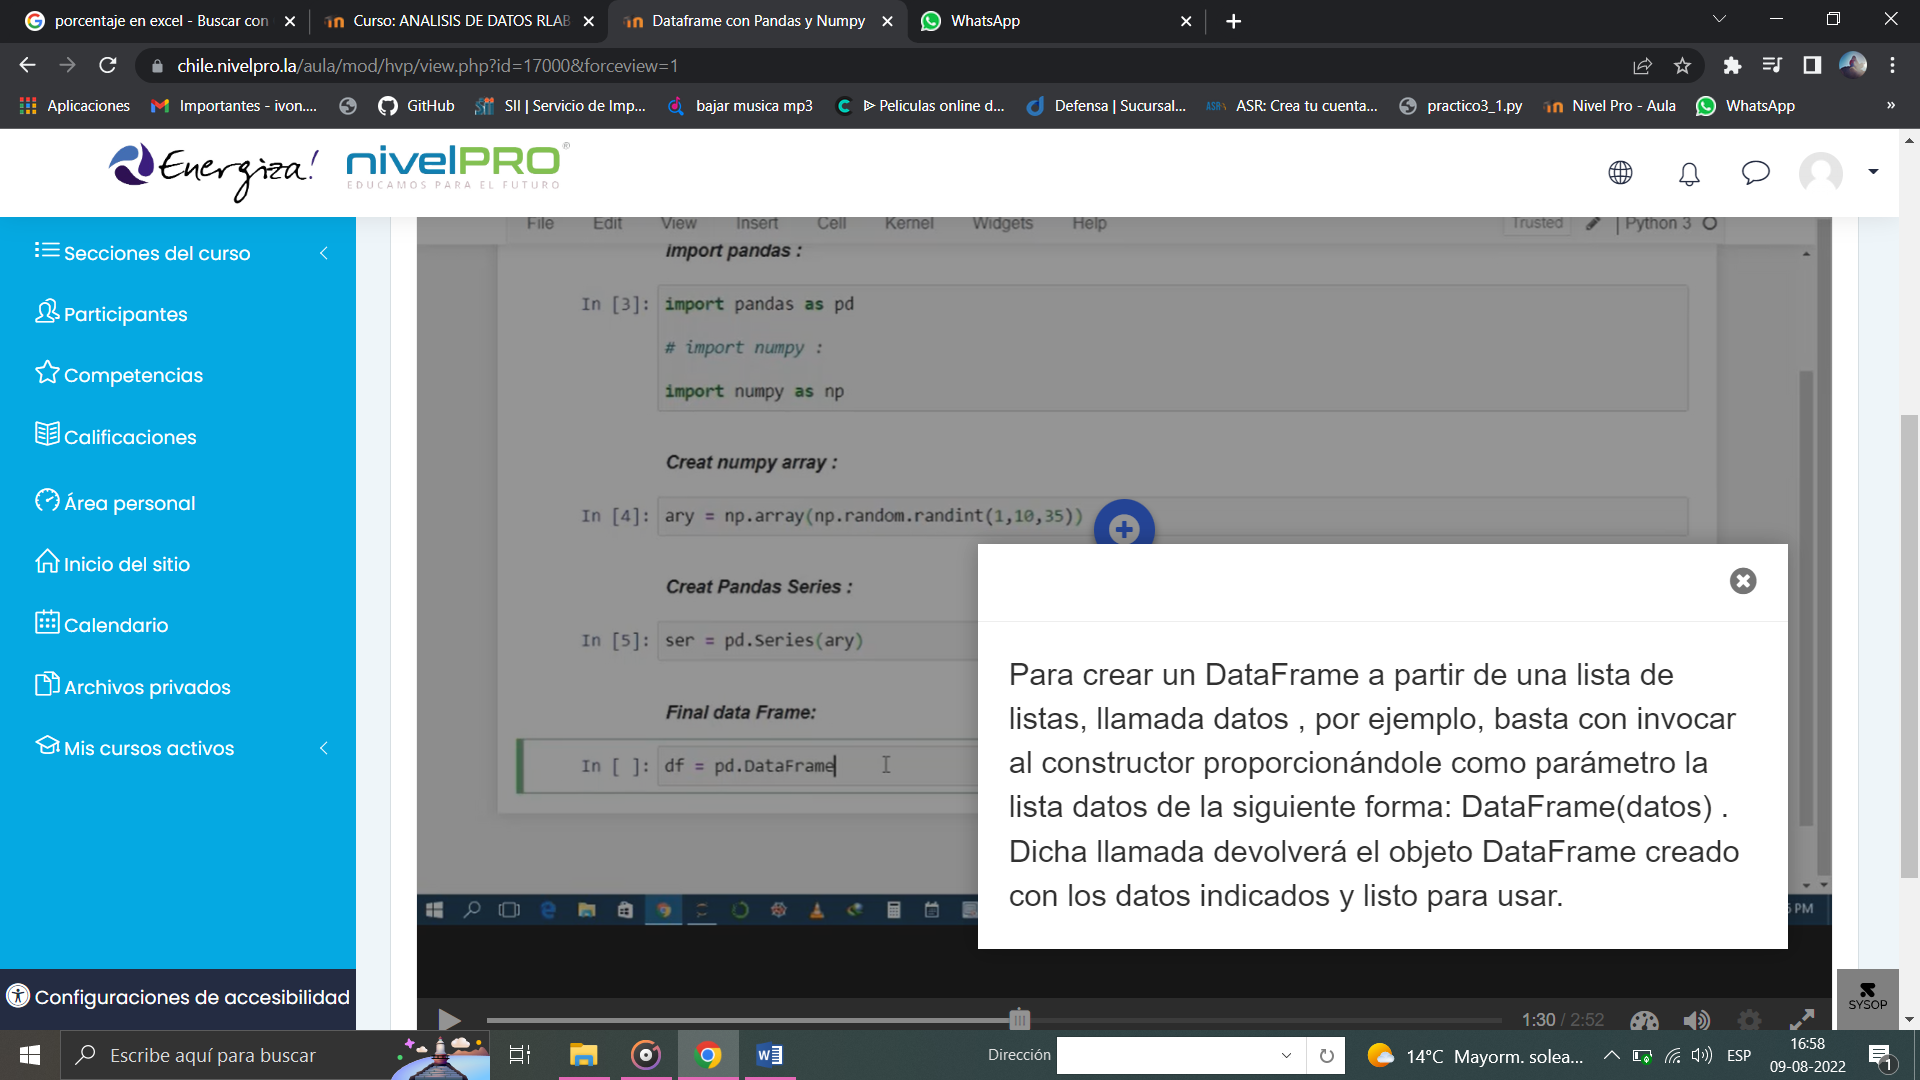 porcentaje en excel - Buscar con
Curso: ANALISIS DE DATOS RLAB
Dataframe con Pandas y Numpy
WhatsApp
chile.nivelpro.la/aula/mod/hvp/view.php?id=17000&forceview=1
Aplicaciones
Importantes - ivon....
GitHub
SII | Servicio de Imp...
bajar musica mp3
ᐈ Peliculas online d...
Defensa | Sucursal...
ASR: Crea tu cuenta...
practico3_1.py
Nivel Pro - Aula
WhatsApp
»
Energiza!
nivelPRO®
EDUCAMOS PARA EL FUTURO
Secciones del curso
Participantes
Competencias
Calificaciones
Área personal
Inicio del sitio
Calendario
Archivos privados
Mis cursos activos
Configuraciones de accesibilidad
File Edit View Insert Cell Kernel Widgets Help
Trusted
Python 3
import pandas :
In [3]: import pandas as pd
# import numpy :
import numpy as np
Creat numpy array :
In [4]: ary = np.array(np.random.randint(1,10,35))
Creat Pandas Series :
In [5]: ser = pd.Series(ary)
Final data Frame:
In [ ]: df = pd.DataFrame
Para crear un DataFrame a partir de una lista de
listas, llamada datos , por ejemplo, basta con invocar
al constructor proporcionándole como parámetro la
lista datos de la siguiente forma: DataFrame(datos) .
Dicha llamada devolverá el objeto DataFrame creado
con los datos indicados y listo para usar.
PM
1:30 / 2:52
SYSOP
Escribe aquí para buscar
Dirección
14°C Mayorm. solea...
ESP
16:58
09-08-2022
1